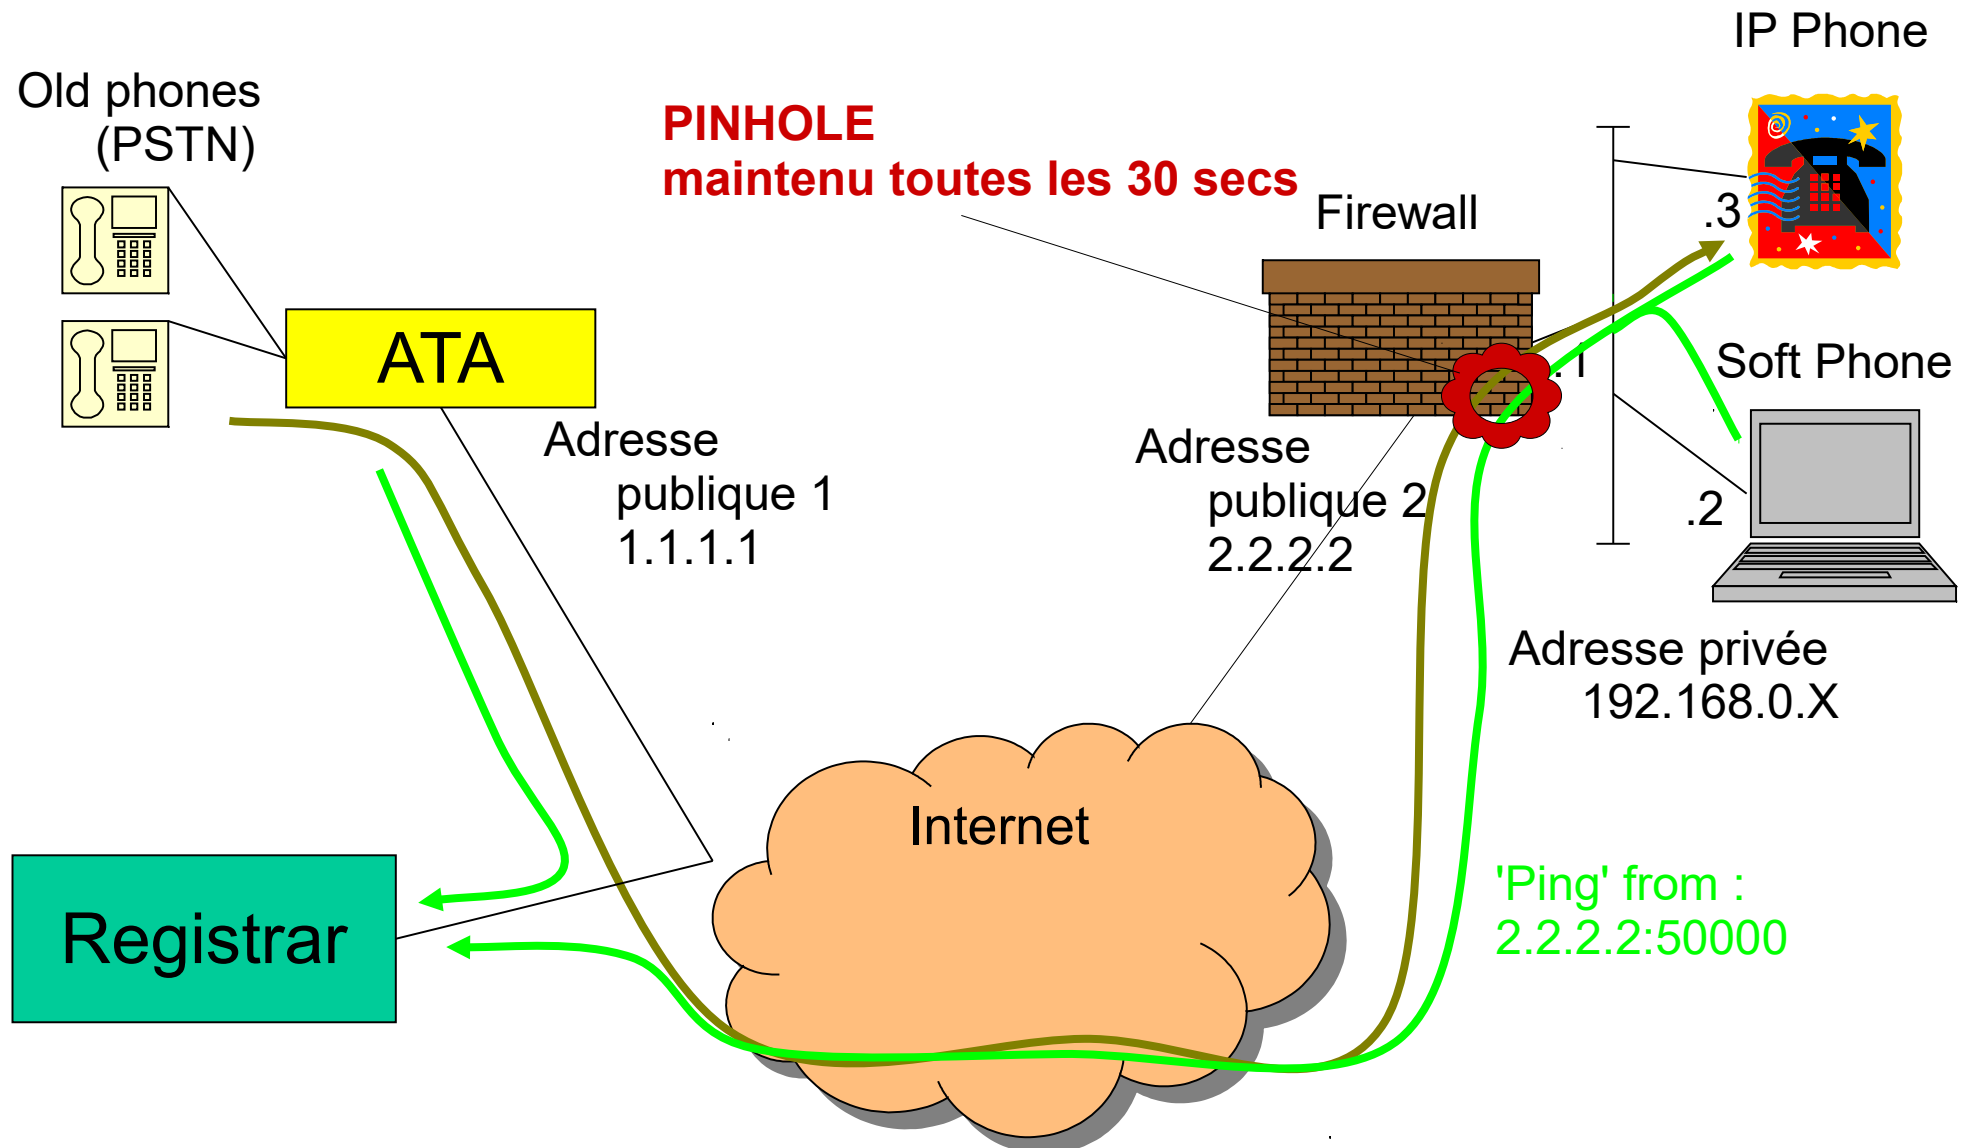 IP Phone
Old phones
(PSTN)
PINHOLE
maintenu toutes les 30 secs
Firewall
.3
ATA
.1
Soft Phone
Adresse
publique 1
1.1.1.1
Adresse
publique 2
2.2.2.2
.2
Adresse privée
192.168.0.X
Internet
'Ping' from :
2.2.2.2:50000
Registrar